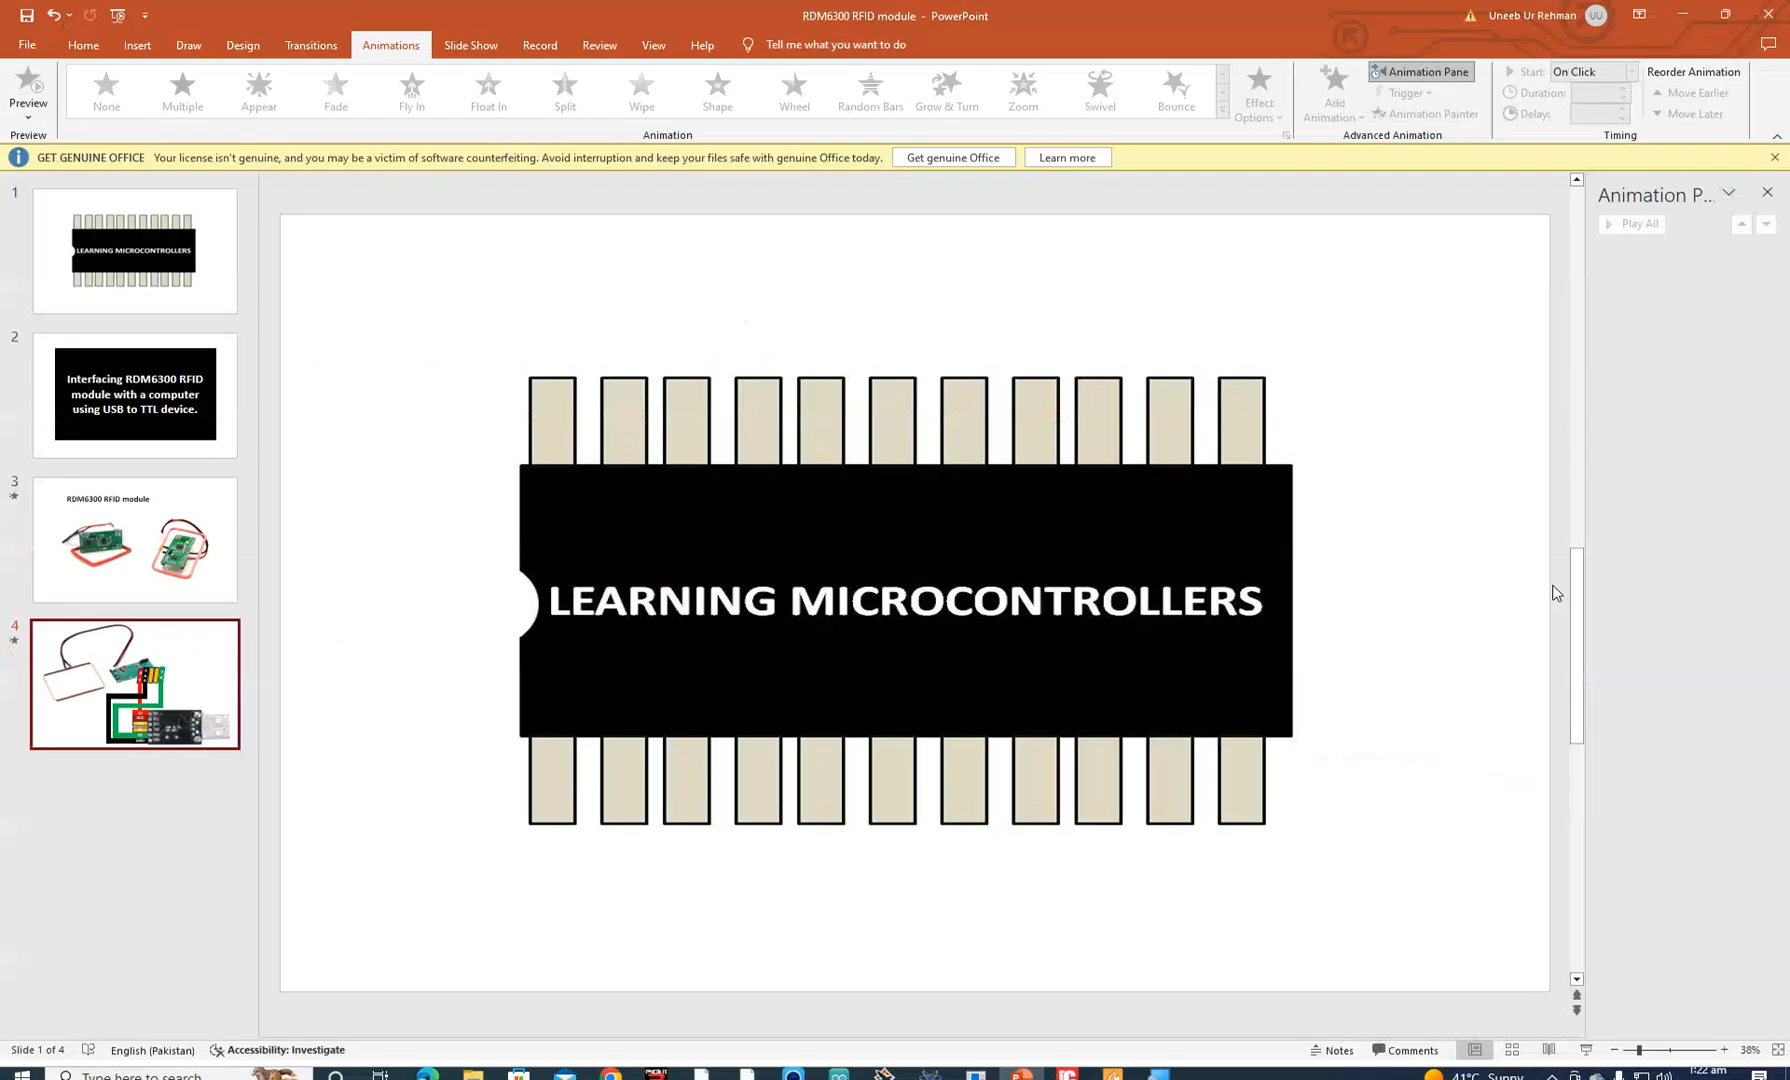 RDM6300 RFID module - PowerPoint
Uneeb Ur Rehman
UU
File Home Insert Draw Design Transitions Animations Slide Show Record Review View Help Tell me what you want to do
Preview
None Multiple Appear Fade Fly In Float In Split Wipe Shape Wheel Random Bars Grow & Turn Zoom Swivel Bounce
Effect Options
Add Animation
Animation Pane
Trigger
Animation Painter
Start: On Click
Duration:
Delay:
Reorder Animation
Move Earlier
Move Later
Preview Animation Advanced Animation Timing
GET GENUINE OFFICE Your license isn't genuine, and you may be a victim of software counterfeiting. Avoid interruption and keep your files safe with genuine Office today. Get genuine Office Learn more
1
LEARNING MICROCONTROLLERS
2
Interfacing RDM6300 RFID
module with a computer
using USB to TTL device.
3
RDM6300 RFID module
4
LEARNING MICROCONTROLLERS
Animation P...
Play All
Slide 1 of 4 English (Pakistan) Accessibility: Investigate Notes Comments 38%
Type here to search
41°C Sunny
1:22 am